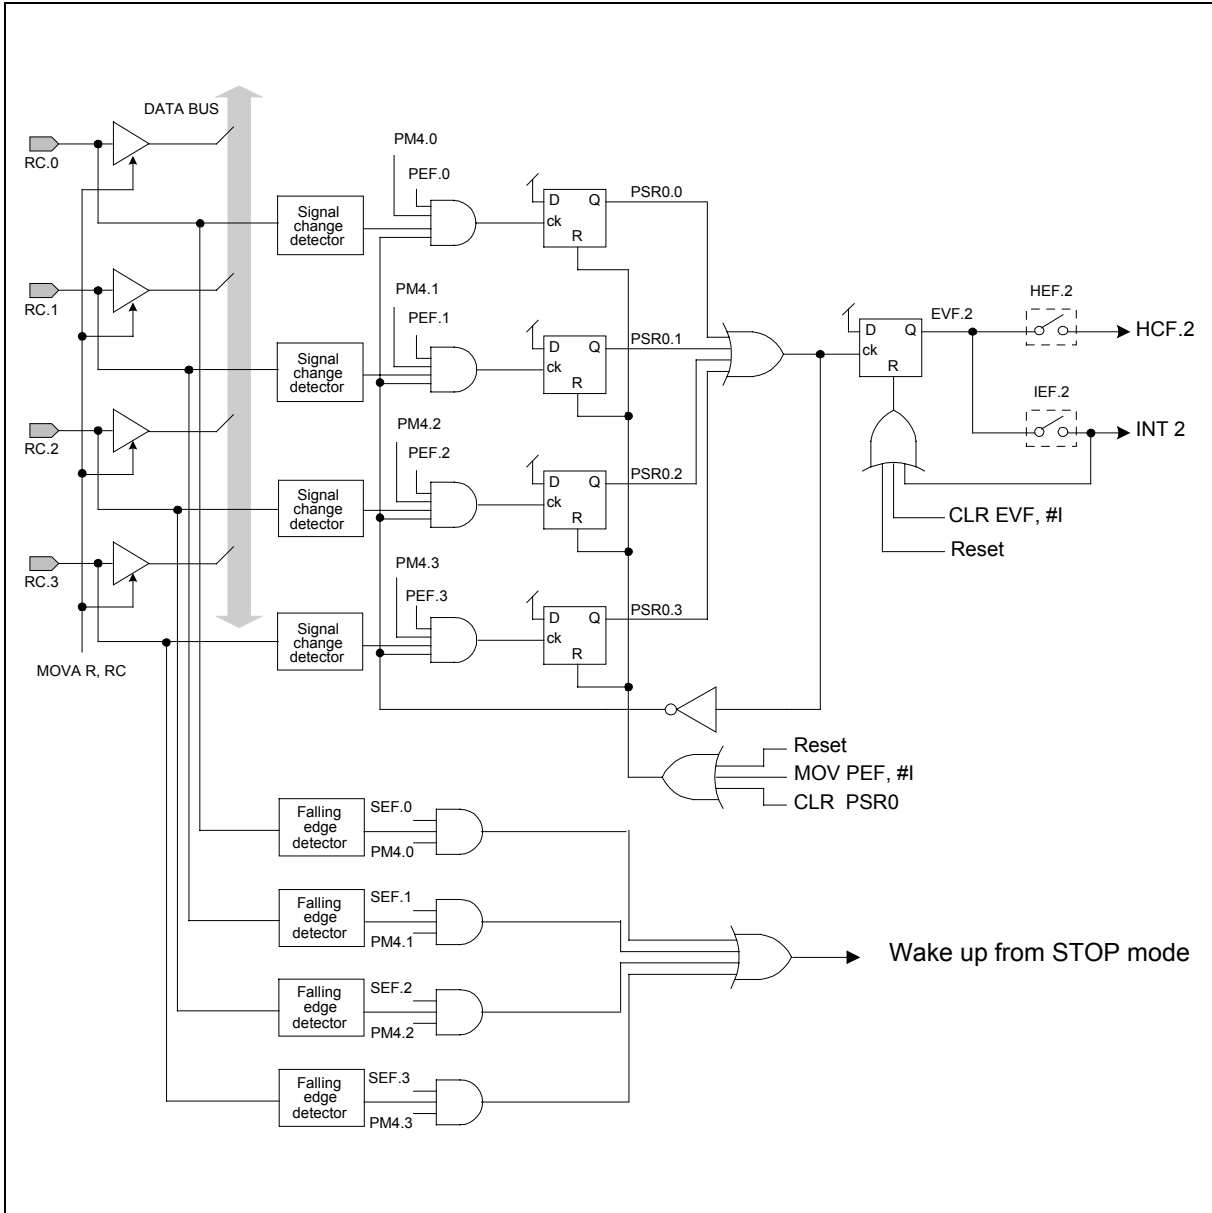 DATA BUS
RC.0
PM4.0
PEF.0
Signal
change
detector
D
Q
ck
R
PSR0.0
RC.1
PM4.1
PEF.1
Signal
change
detector
D
Q
ck
R
PSR0.1
D
Q
ck
R
EVF.2
HEF.2
HCF.2
IEF.2
INT 2
CLR EVF, #I
Reset
RC.2
PM4.2
PEF.2
Signal
change
detector
D
Q
ck
R
PSR0.2
RC.3
PM4.3
PEF.3
Signal
change
detector
D
Q
ck
R
PSR0.3
MOVA R, RC
Reset
MOV PEF, #I
CLR PSR0
Falling
edge
detector
SEF.0
PM4.0
Falling
edge
detector
SEF.1
PM4.1
Wake up from STOP mode
Falling
edge
detector
SEF.2
PM4.2
Falling
edge
detector
SEF.3
PM4.3